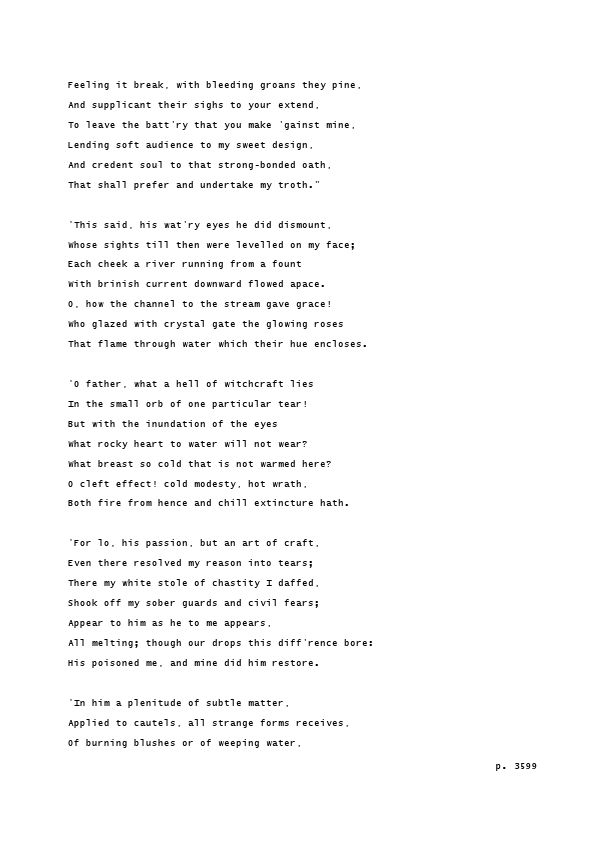 Feeling it break, with bleeding groans they pine,
And supplicant their sighs to your extend,
To leave the batt'ry that you make 'gainst mine,
Lending soft audience to my sweet design,
And credent soul to that strong-bonded oath,
That shall prefer and undertake my troth."
'This said, his wat'ry eyes he did dismount,
Whose sights till then were levelled on my face;
Each cheek a river running from a fount
With brinish current downward flowed apace.
O, how the channel to the stream gave grace!
Who glazed with crystal gate the glowing roses
That flame through water which their hue encloses.
'O father, what a hell of witchcraft lies
In the small orb of one particular tear!
But with the inundation of the eyes
What rocky heart to water will not wear?
What breast so cold that is not warmed here?
O cleft effect! cold modesty, hot wrath,
Both fire from hence and chill extincture hath.
'For lo, his passion, but an art of craft,
Even there resolved my reason into tears;
There my white stole of chastity I daffed,
Shook off my sober guards and civil fears;
Appear to him as he to me appears,
All melting; though our drops this diff'rence bore:
His poisoned me, and mine did him restore.
'In him a plenitude of subtle matter,
Applied to cautels, all strange forms receives,
Of burning blushes or of weeping water,
p. 3599